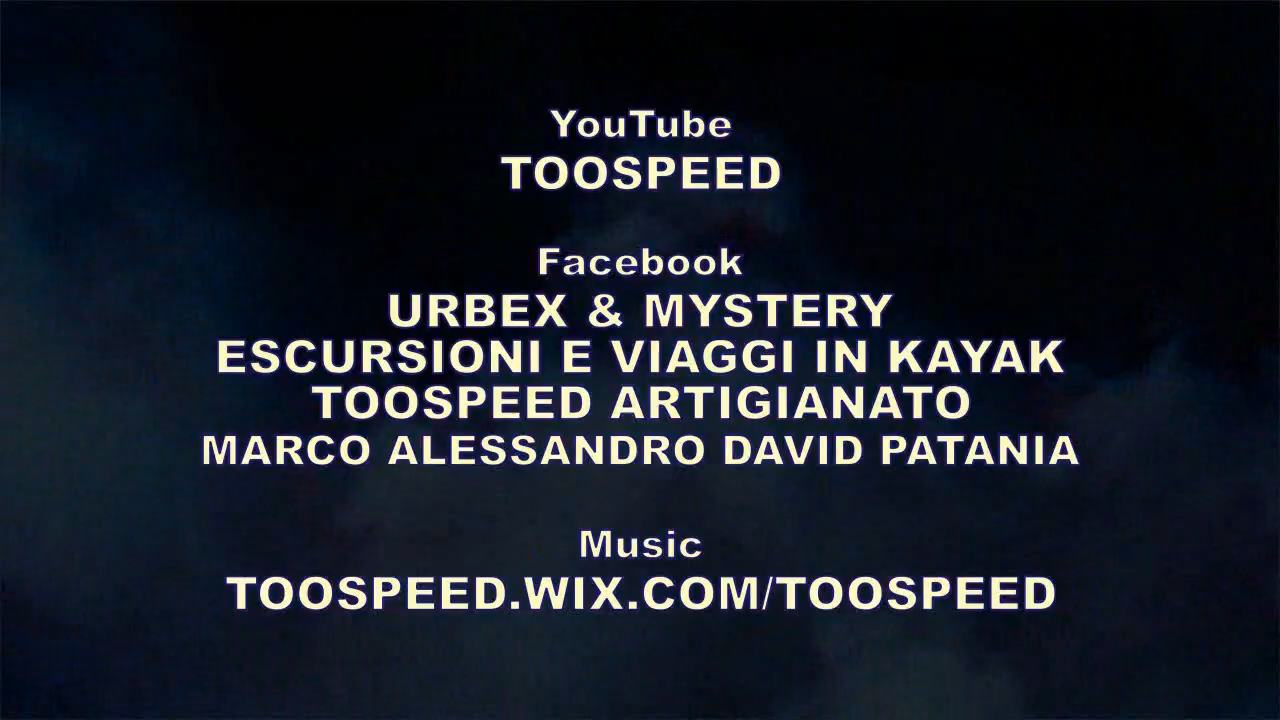 YouTube
TOOSPEED
Facebook
URBEX & MYSTERY
ESCURSIONI E VIAGGI IN KAYAK
TOOSPEED ARTIGIANATO
MARCO ALESSANDRO DAVID PATANIA
Music
TOOSPEED.WIX.COM/TOOSPEED